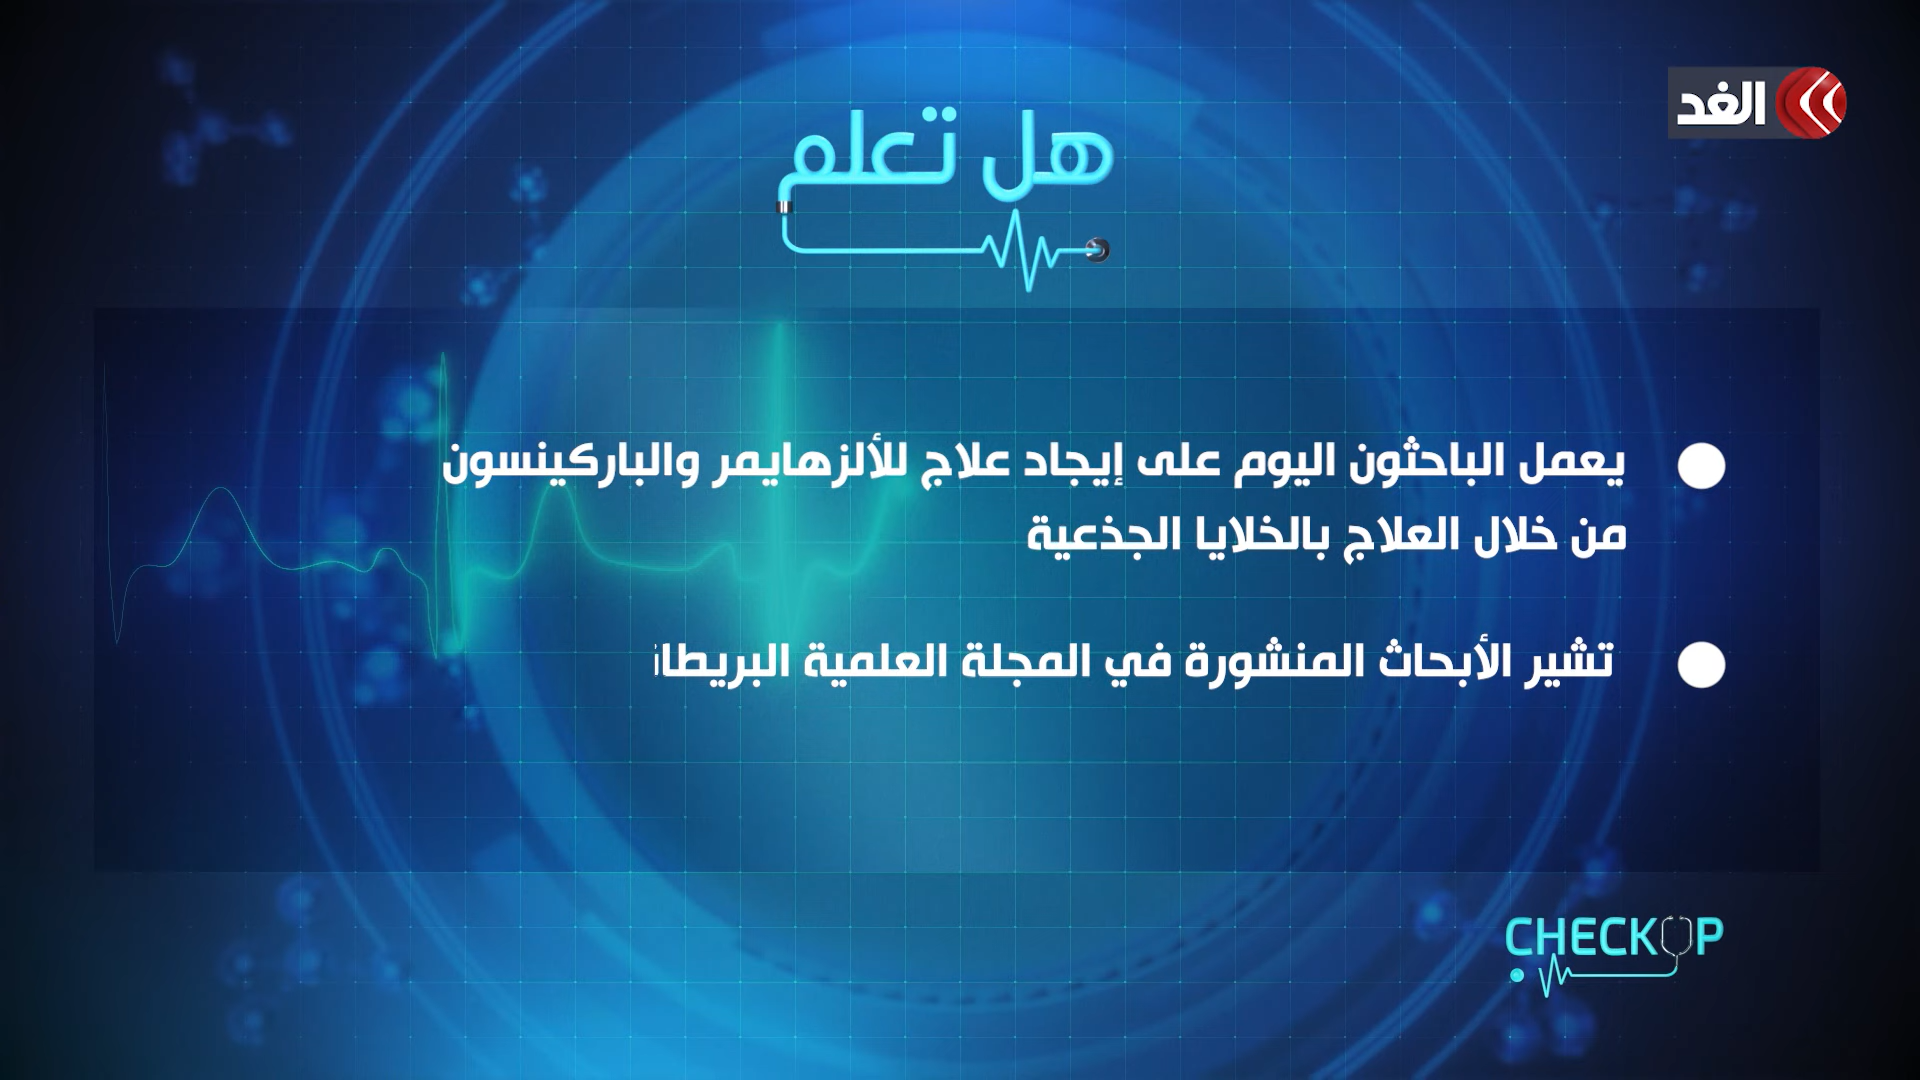 الغد
هل تعلم
يعمل الباحثون اليوم على إيجاد علاج للألزهايمر والباركينسون
من خلال العلاج بالخلايا الجذعية
تشير الأبحاث المنشورة في المجلة العلمية
CHECKUP